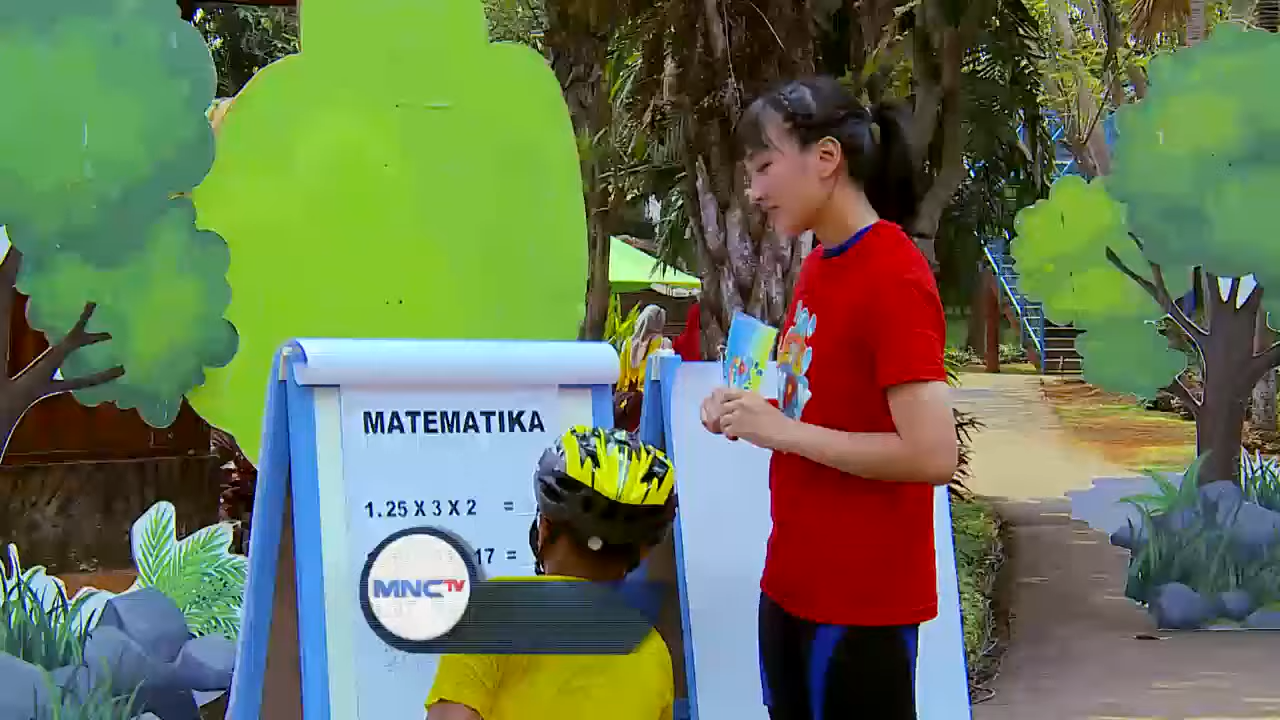 MATEMATIKA
1. 25 X 3 X 2 =
17 =
MNCTV